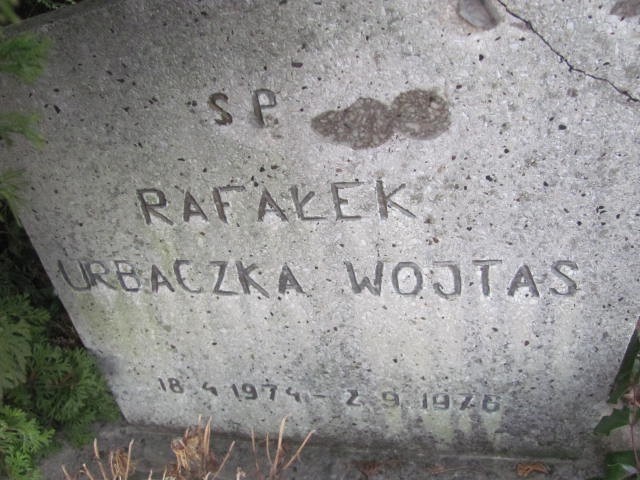 SP.
RAFAŁEK
URBACZKA WOJTAS
18.4.1974 - 2.9.1976